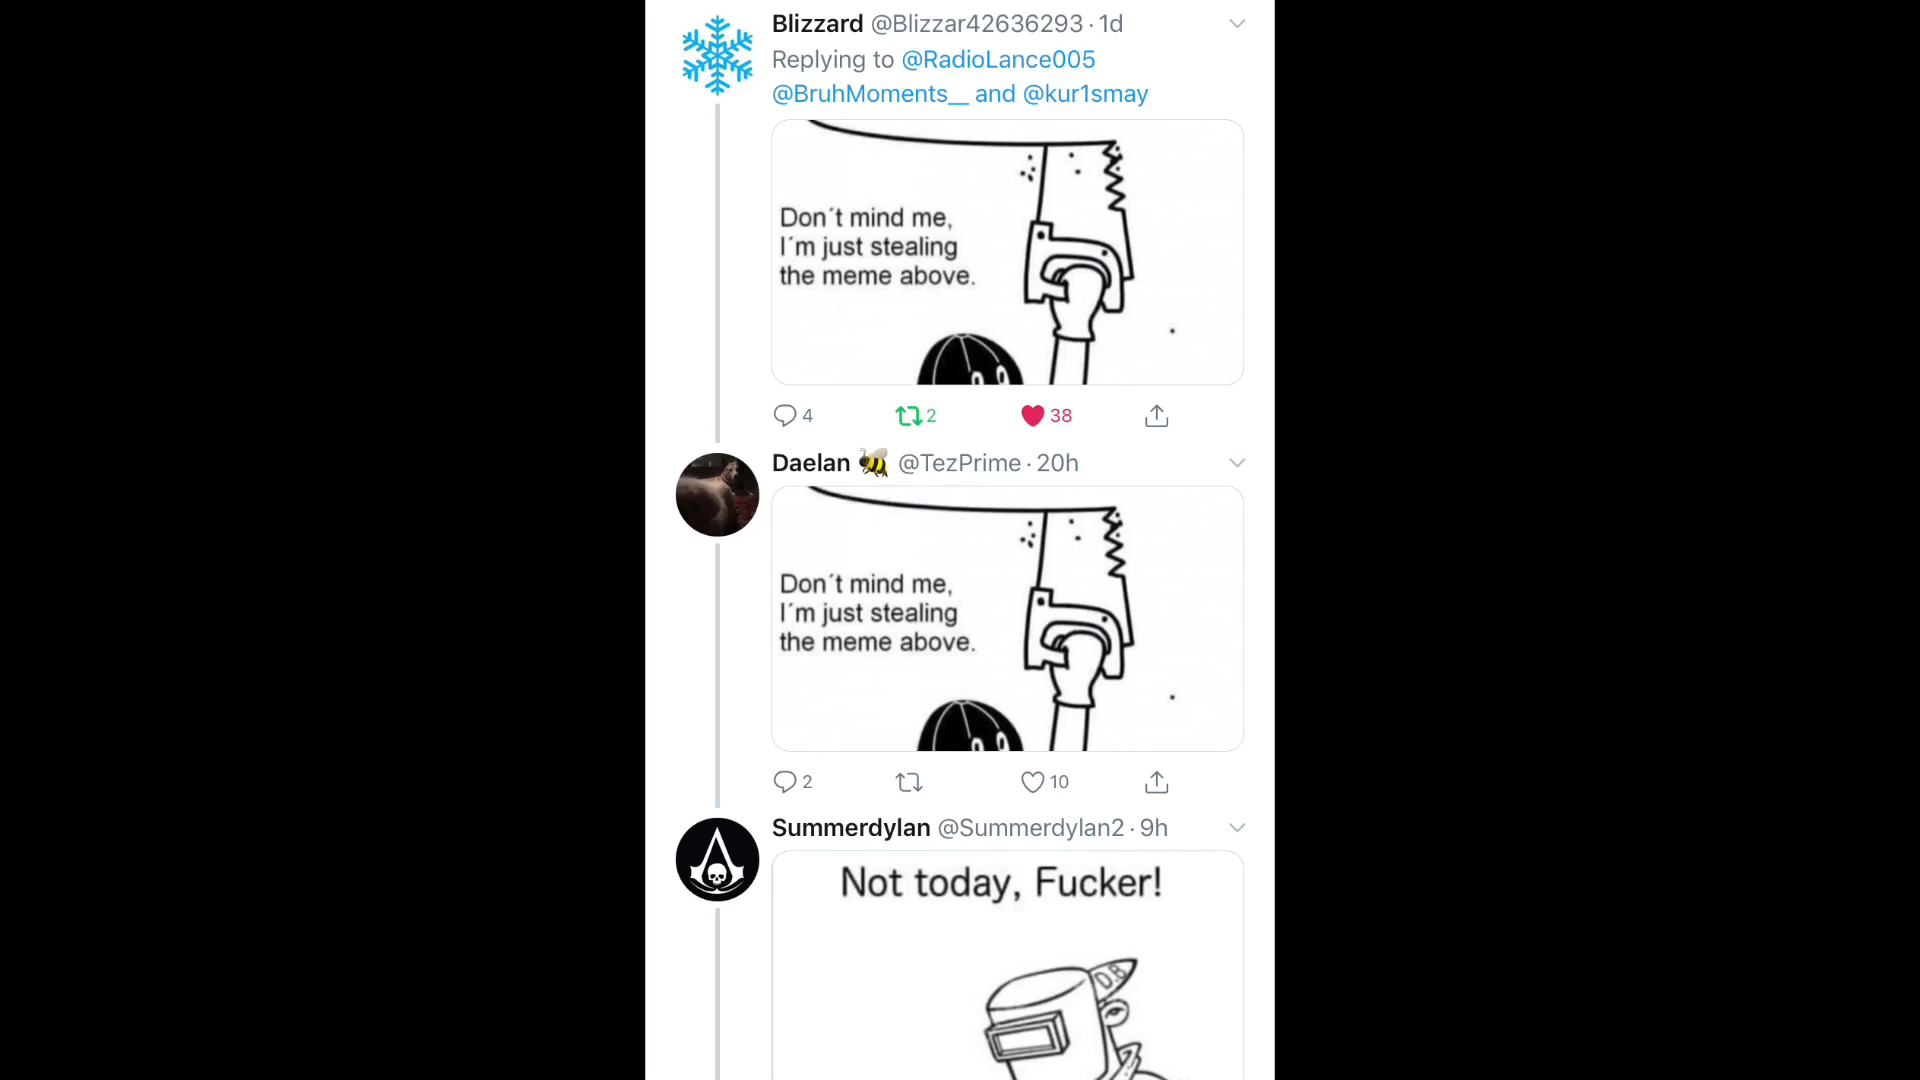 Blizzard @Blizzar42636293 · 1d
Replying to @RadioLance005
@BruhMoments__ and @kur1smay
Don´t mind me,
I´m just stealing
the meme above.
4 2 38
Daelan 🐝 @TezPrime · 20h
Don´t mind me,
I´m just stealing
the meme above.
2 10
Summerdylan @Summerdylan2 · 9h
Not today, Fucker!
D.B